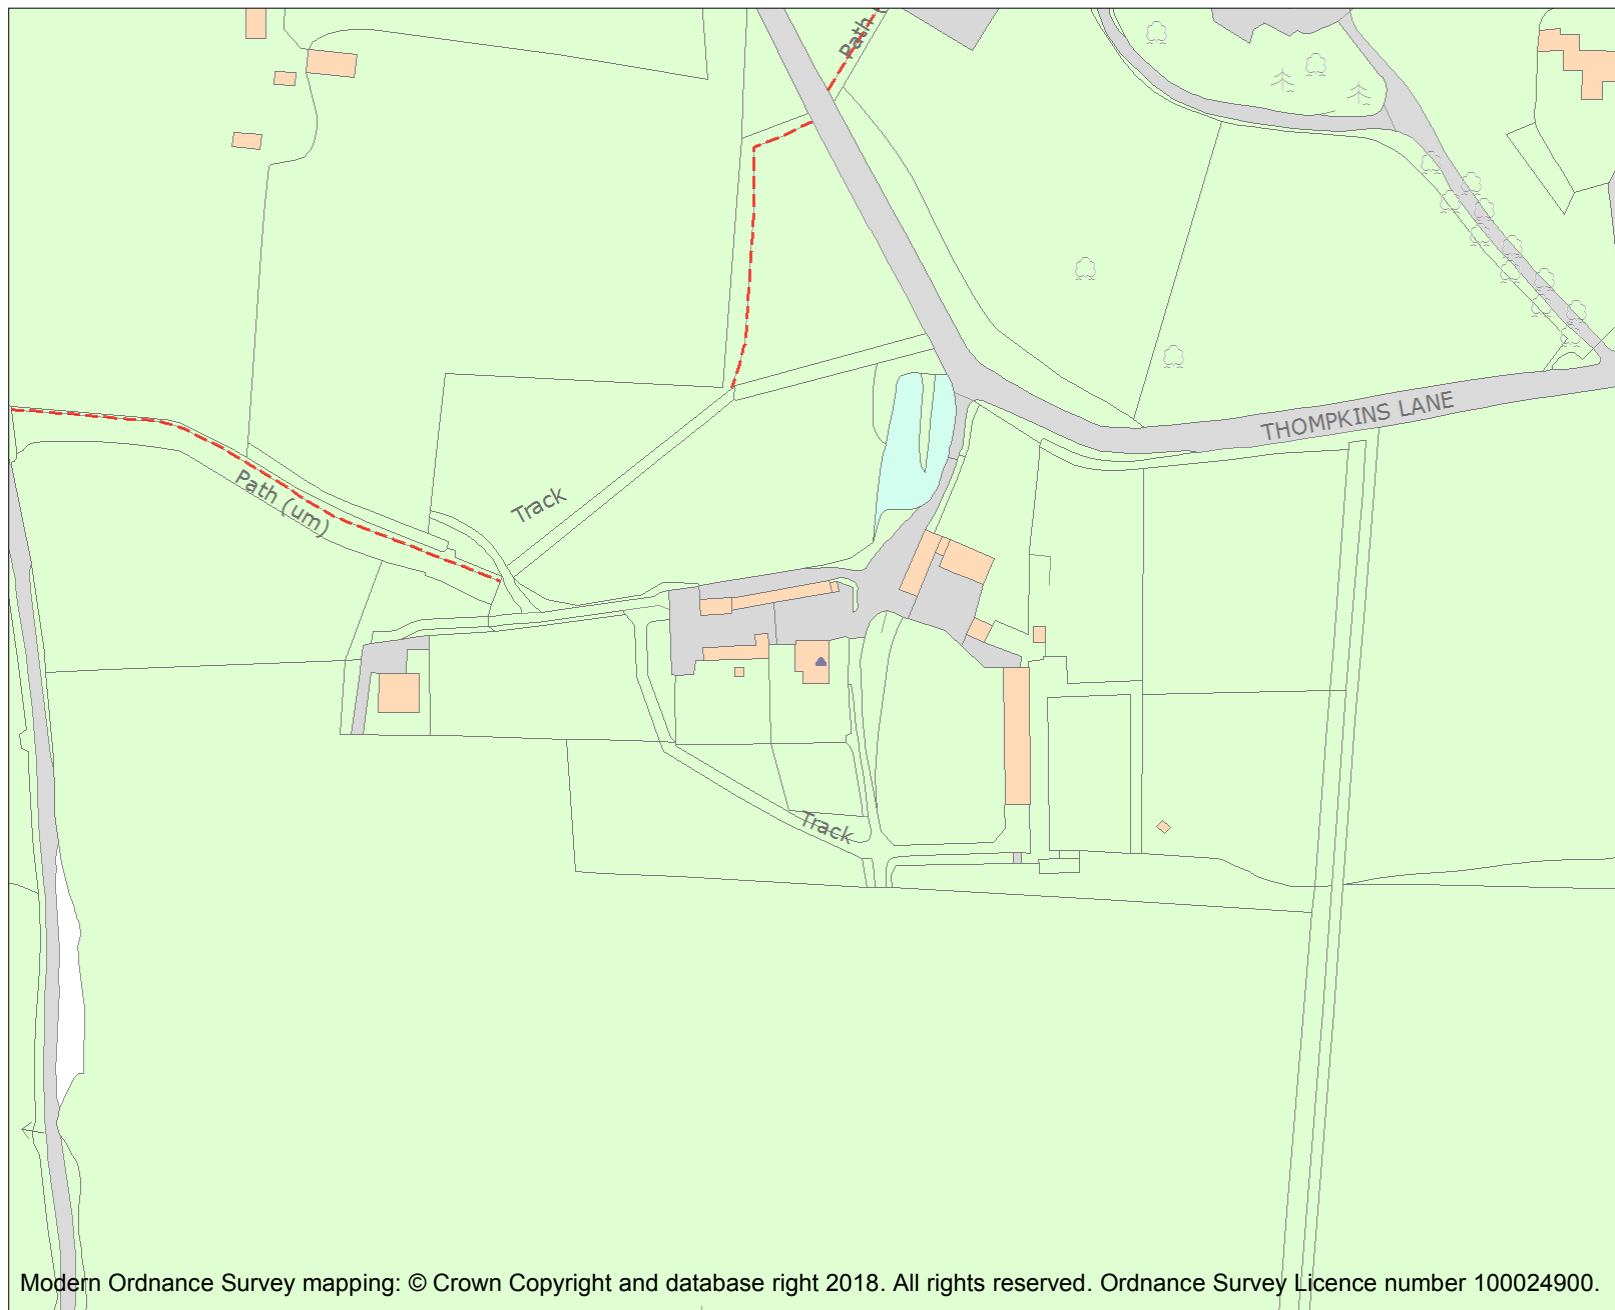 Path (
THOMPKINS LANE
Path (um)
Track
Track
Modern Ordnance Survey mapping: © Crown Copyright and database right 2018. All rights reserved. Ordnance Survey Licence number 100024900.